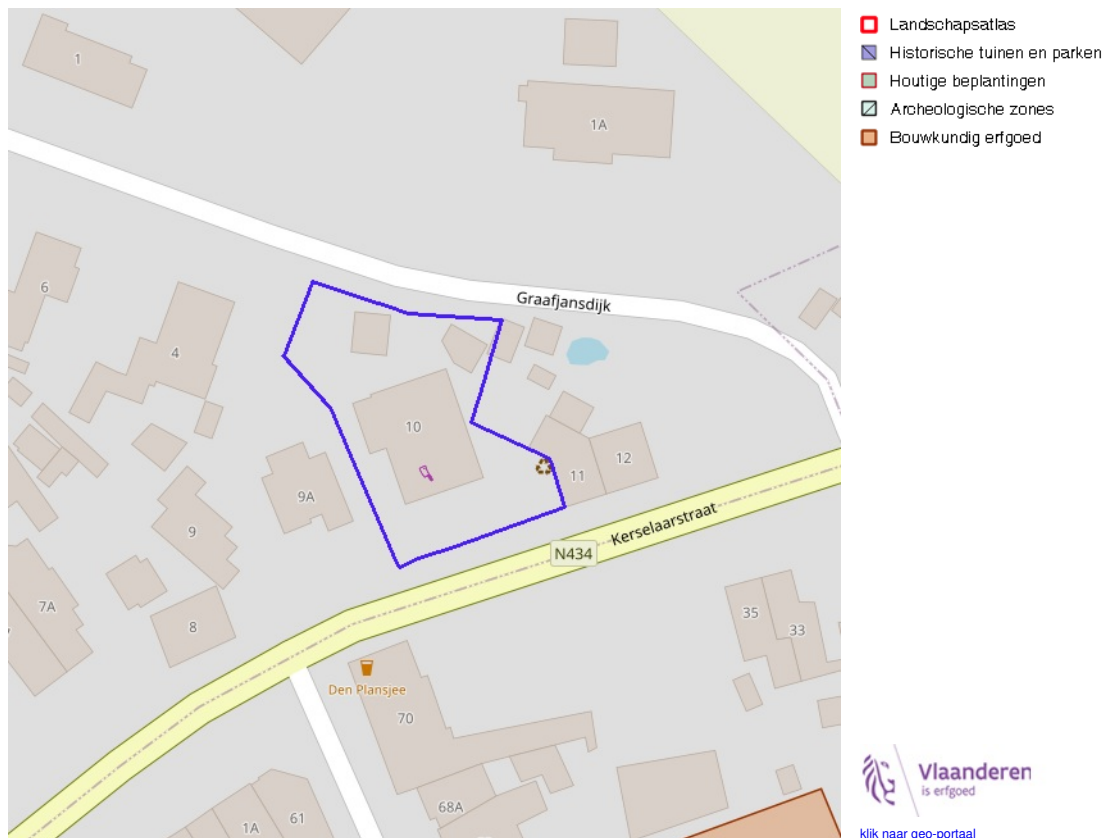 1
1A
6
4
Graafjansdijk
10
9A
11
12
9
N434
Kerselaarstraat
7A
8
35
33
Den Plansjee
70
68A
1A
61
Landschapsatlas
Historische tuinen en parken
Houtige beplantingen
Archeologische zones
Bouwkundig erfgoed
Vlaanderen
is erfgoed
klik naar geo-portaal